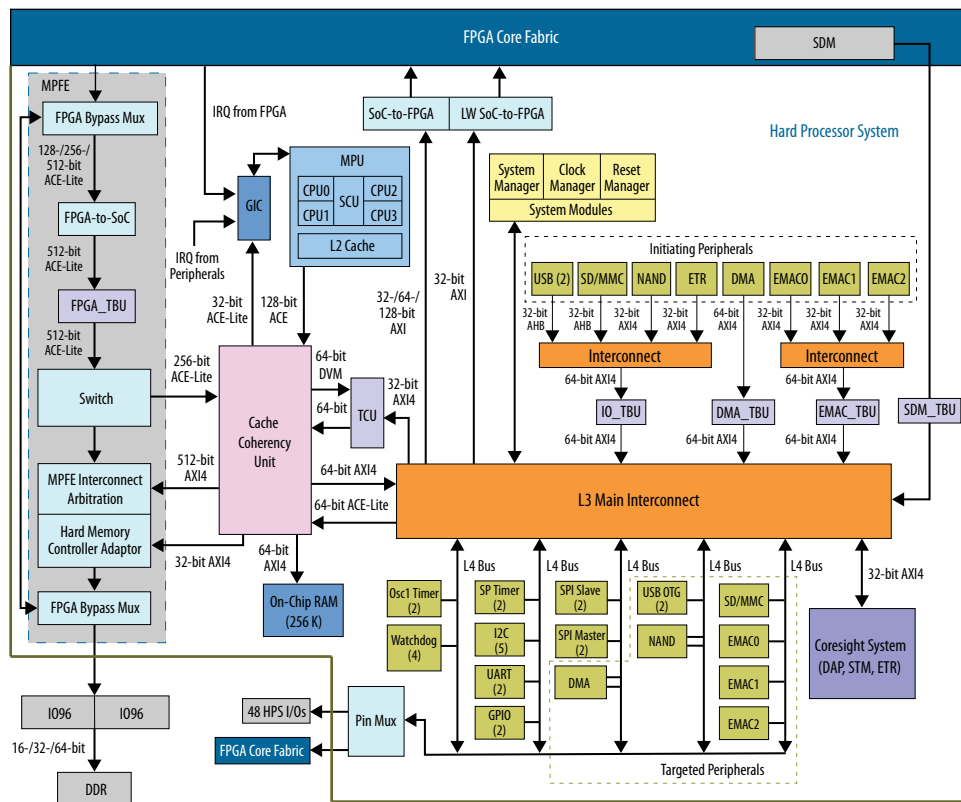 FPGA Core Fabric
SDM
MPFE
FPGA Bypass Mux
128-/256-/
512-bit
ACE-Lite
FPGA-to-SoC
512-bit
ACE-Lite
FPGA_TBU
512-bit
ACE-Lite
Switch
MPFE Interconnect
Arbitration
Hard Memory
Controller Adaptor
FPGA Bypass Mux
IO96
IO96
16-/32-/64-bit
DDR
IRQ from FPGA
GIC
IRQ from
Peripherals
MPU
CPU0
CPU1
SCU
CPU2
CPU3
L2 Cache
32-bit
ACE-Lite
128-bit
ACE
256-bit
ACE-Lite
Cache
Coherency
Unit
64-bit
DVM
64-bit
TCU
32-bit
AXI4
512-bit
AXI4
64-bit AXI4
64-bit ACE-Lite
32-bit AXI4
64-bit
AXI4
On-Chip RAM
(256 K)
SoC-to-FPGA
LW SoC-to-FPGA
32-/64-/
128-bit
AXI
32-bit
AXI
Hard Processor
System
System
Manager
Clock
Manager
Reset
Manager
System Modules
Initiating Peripherals
USB (2)
SD/MMC
NAND
ETR
DMA
EMAC0
EMAC1
EMAC2
32-bit
AHB
32-bit
AHB
32-bit
AXI4
32-bit
AXI4
64-bit
AXI4
32-bit
AXI4
32-bit
AXI4
32-bit
AXI4
Interconnect
Interconnect
64-bit AXI4
64-bit AXI4
IO_TBU
DMA_TBU
EMAC_TBU
SDM_TBU
64-bit AXI4
64-bit AXI4
64-bit AXI4
L3 Main Interconnect
L4 Bus
L4 Bus
L4 Bus
L4 Bus
L4 Bus
32-bit AXI4
Osc1 Timer
(2)
Watchdog
(4)
SP Timer
(2)
I2C
(5)
UART
(2)
GPIO
(2)
SPI Slave
(2)
SPI Master
(2)
DMA
USB OTG
(2)
NAND
SD/MMC
EMAC0
EMAC1
EMAC2
Coresight System
(DAP, STM, ETR)
48 HPS I/Os
Pin Mux
FPGA Core Fabric
Targeted Peripherals